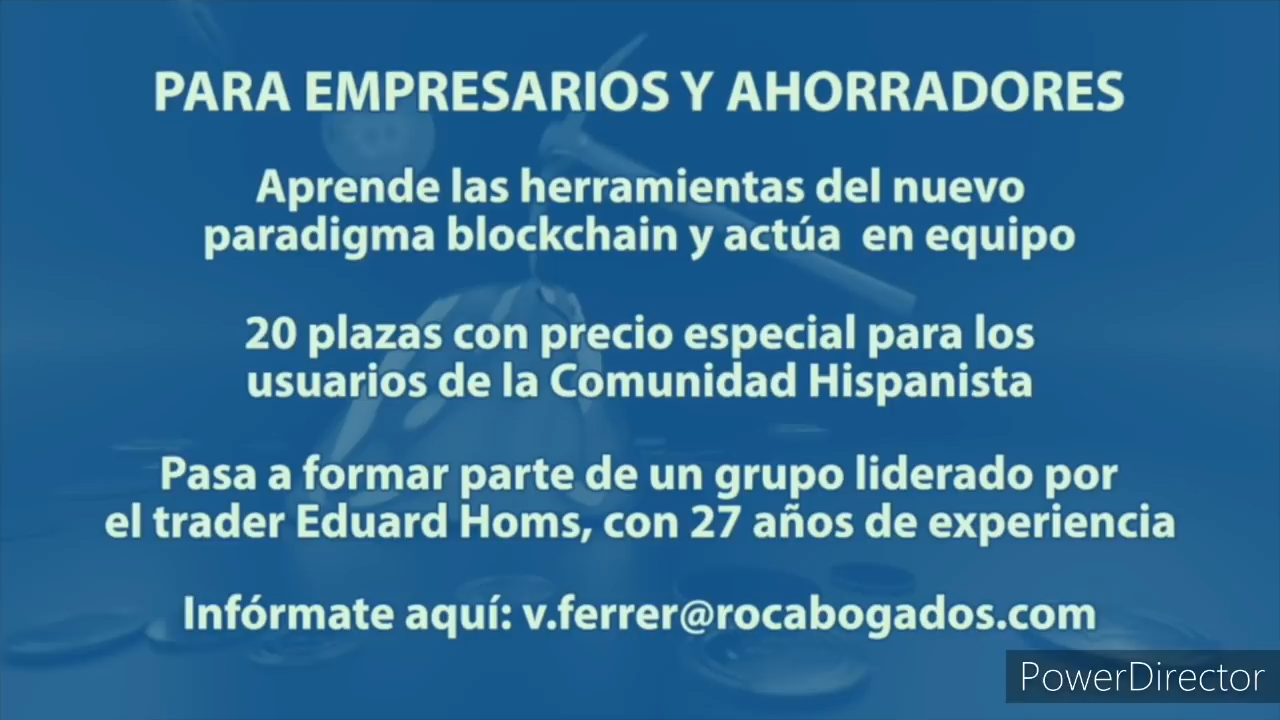 PARA EMPRESARIOS Y AHORRADORES
Aprende las herramientas del nuevo
paradigma blockchain y actúa en equipo
20 plazas con precio especial para los
usuarios de la Comunidad Hispanista
Pasa a formar parte de un grupo liderado por
el trader Eduard Homs, con 27 años de experiencia
Infórmate aquí: v.ferrer@rocabogados.com
PowerDirector